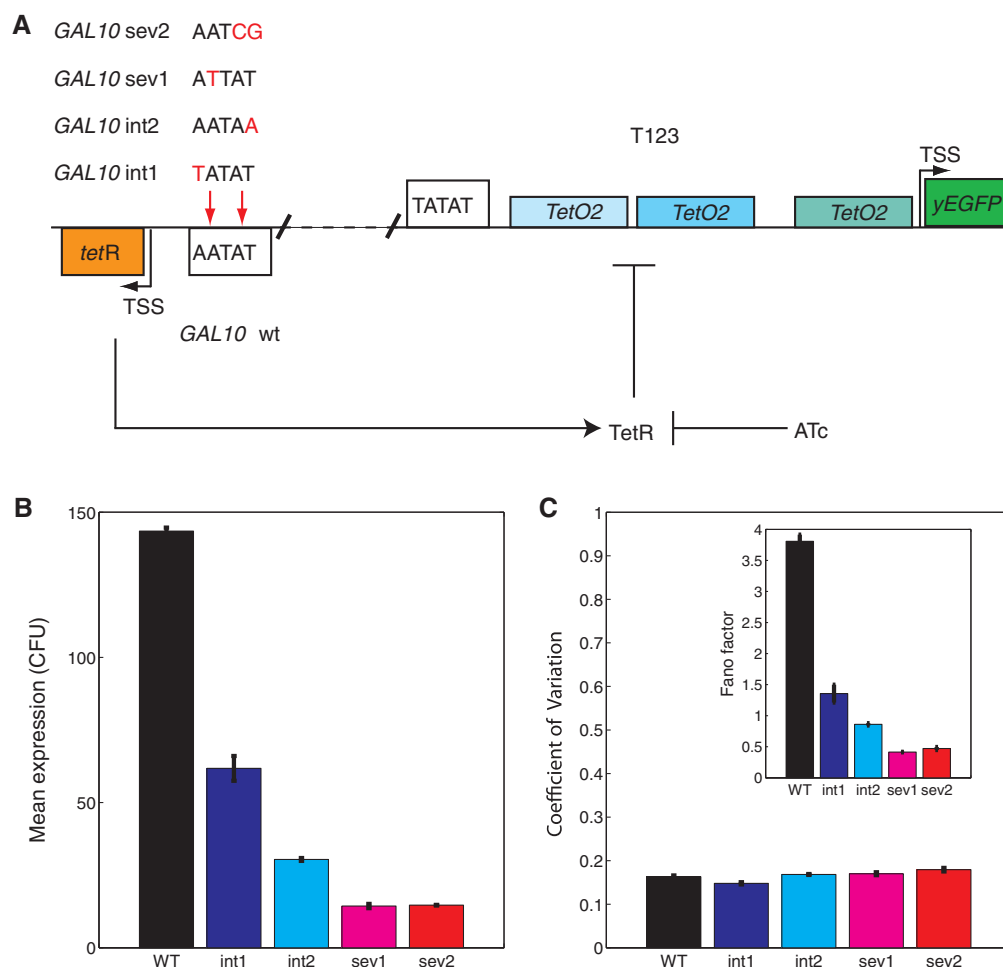 A
GAL10 sev2 AATCG
GAL10 sev1 ATTAT
GAL10 int2 AATAA
GAL10 int1 TATAT
T123
TSS
TATAT TetO2 TetO2 TetO2 yEGFP
tetR AATAT
TSS
GAL10 wt
TetR ATc
B
Mean expression (CFU)
150
100
50
0
WT int1 int2 sev1 sev2
C
Coefficient of Variation
1
0.9
0.8
0.7
0.6
0.5
0.4
0.3
0.2
0.1
0
WT int1 int2 sev1 sev2
Fano factor
4
3.5
3
2.5
2
1.5
1
0.5
0
WT int1 int2 sev1 sev2